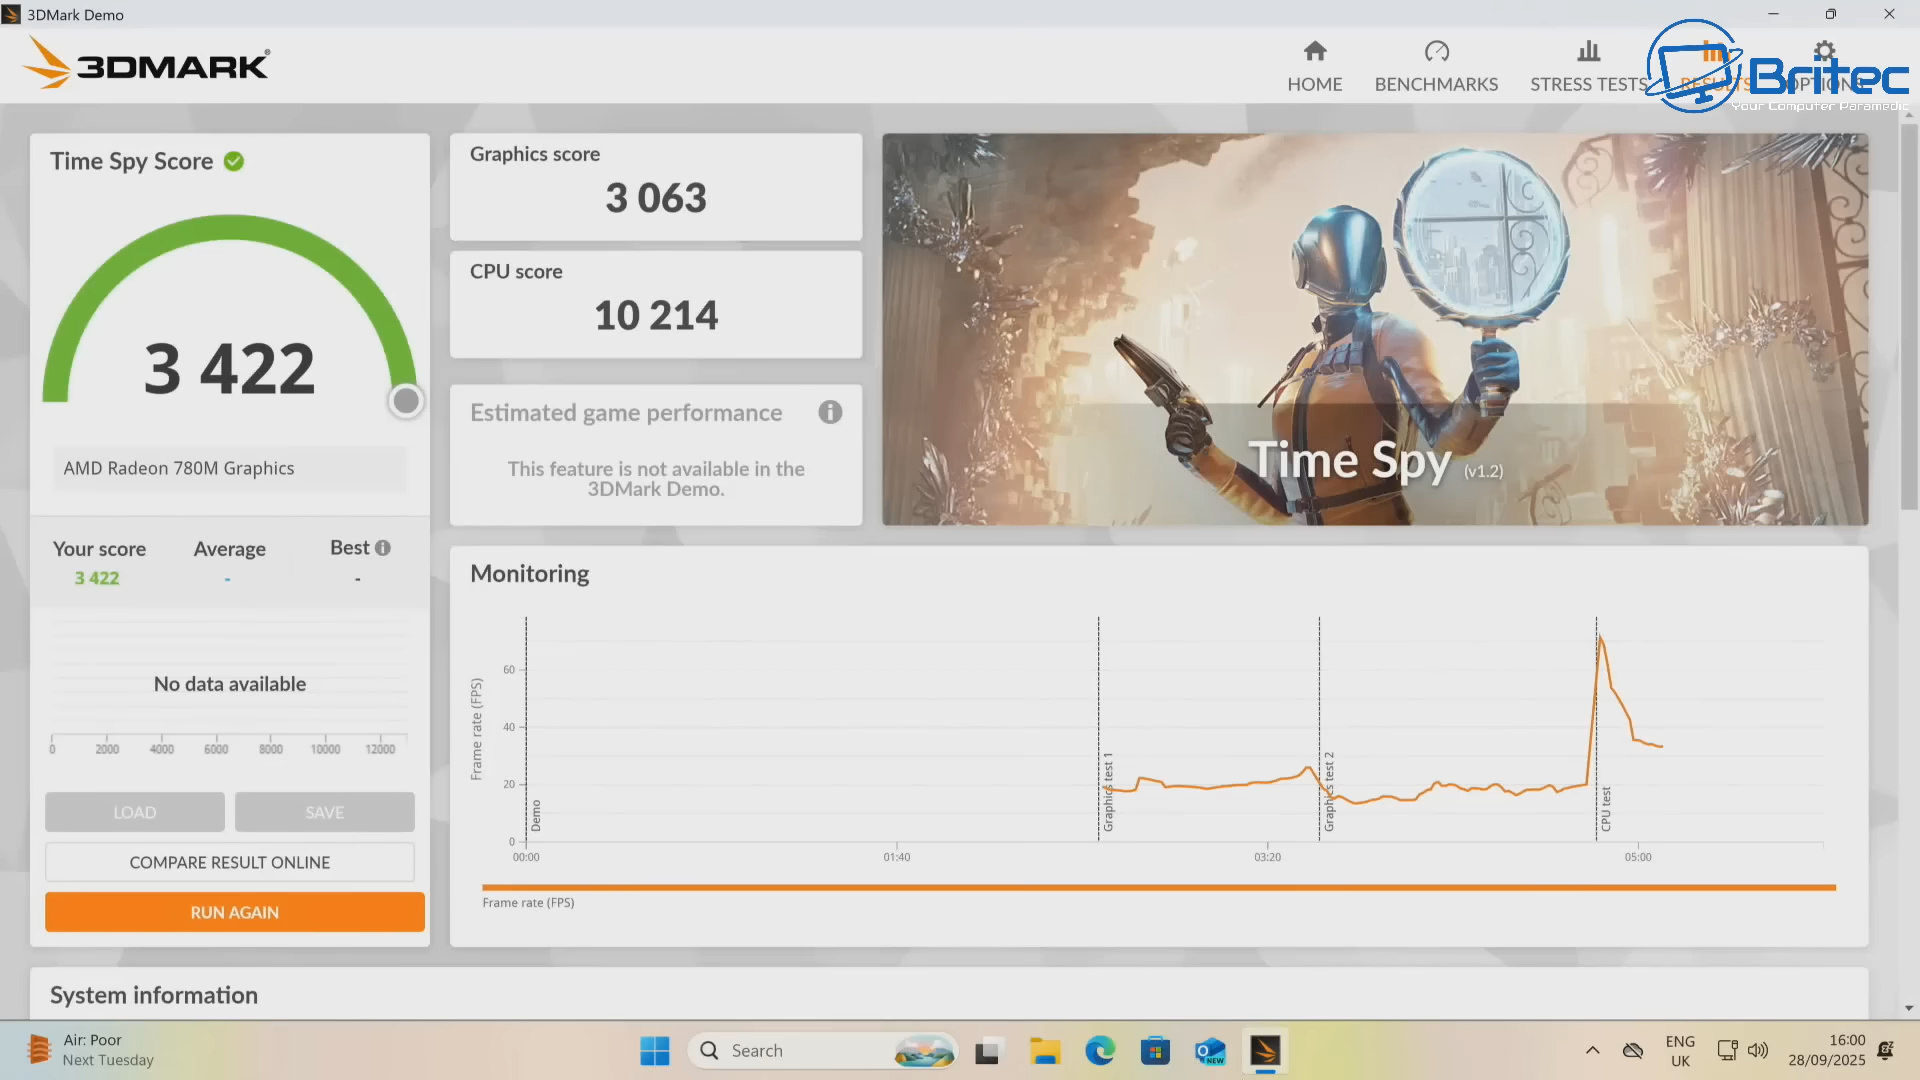 3DMark Demo
3DMARK
HOME
BENCHMARKS
STRESS TESTS
RESULTS
OPTIONS
Britec
Your Computer Paramedic
Time Spy Score
3 422
AMD Radeon 780M Graphics
Your score
Average
Best
3 422
-
-
No data available
0 2000 4000 6000 8000 10000 12000
LOAD
SAVE
COMPARE RESULT ONLINE
RUN AGAIN
Graphics score
3 063
CPU score
10 214
Estimated game performance
This feature is not available in the
3DMark Demo.
Time Spy (v1.2)
Monitoring
Frame rate (FPS)
60
40
20
0
Demo
Graphics test 1
Graphics test 2
CPU test
00:00
01:40
03:20
05:00
Frame rate (FPS)
System information
Air: Poor
Next Tuesday
Search
NEW
ENG
UK
16:00
28/09/2025